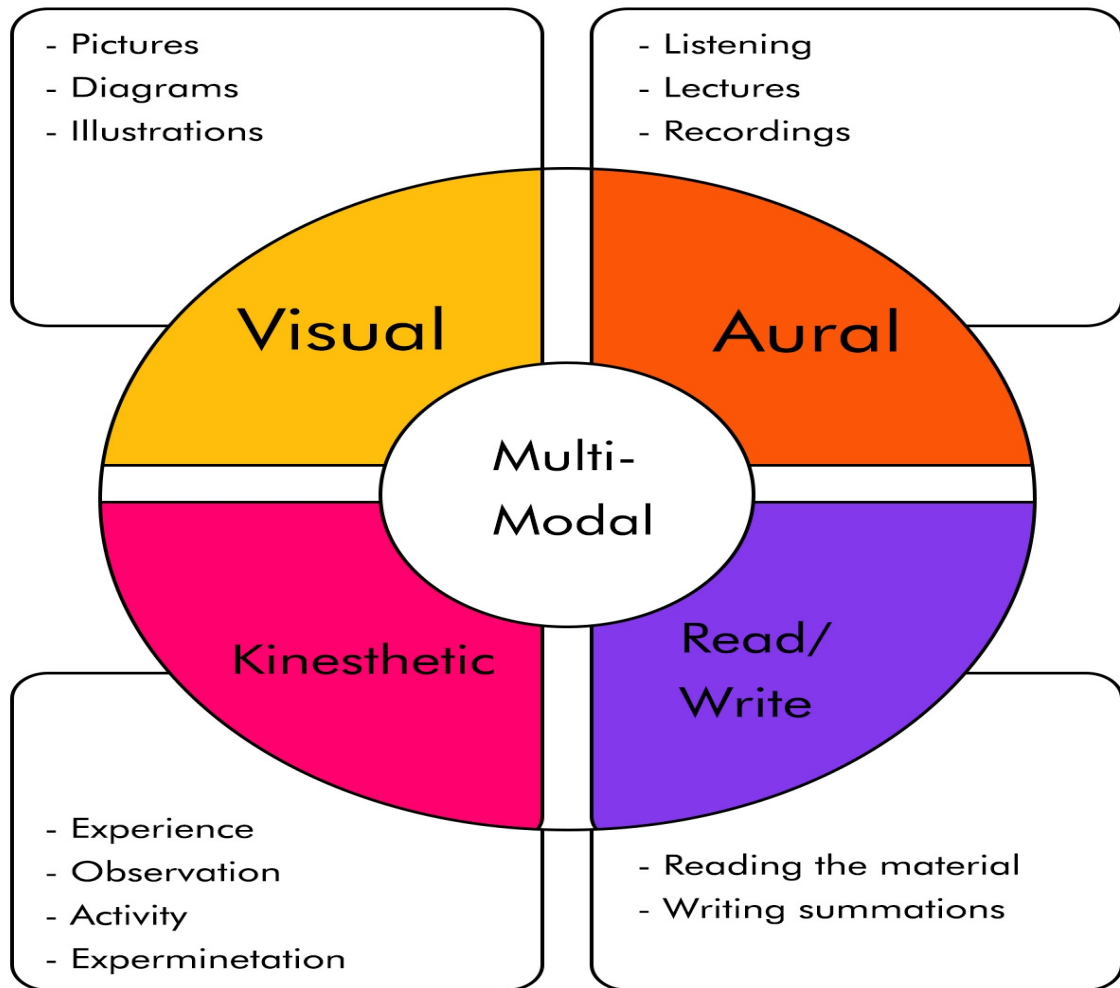 - Pictures
- Diagrams
- Illustrations
- Listening
- Lectures
- Recordings
Visual
Aural
Multi-
Modal
Kinesthetic
Read/
Write
- Experience
- Observation
- Activity
- Experminetation
- Reading the material
- Writing summations